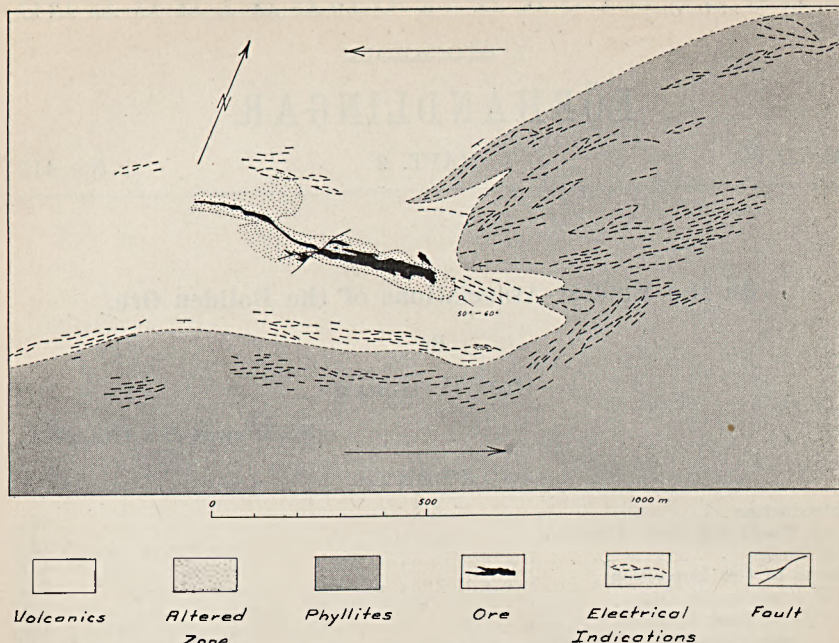 N
50°-60°
0 500 1000 m
Volcanics Altered Zone Phyllites Ore Electrical Indications Fault